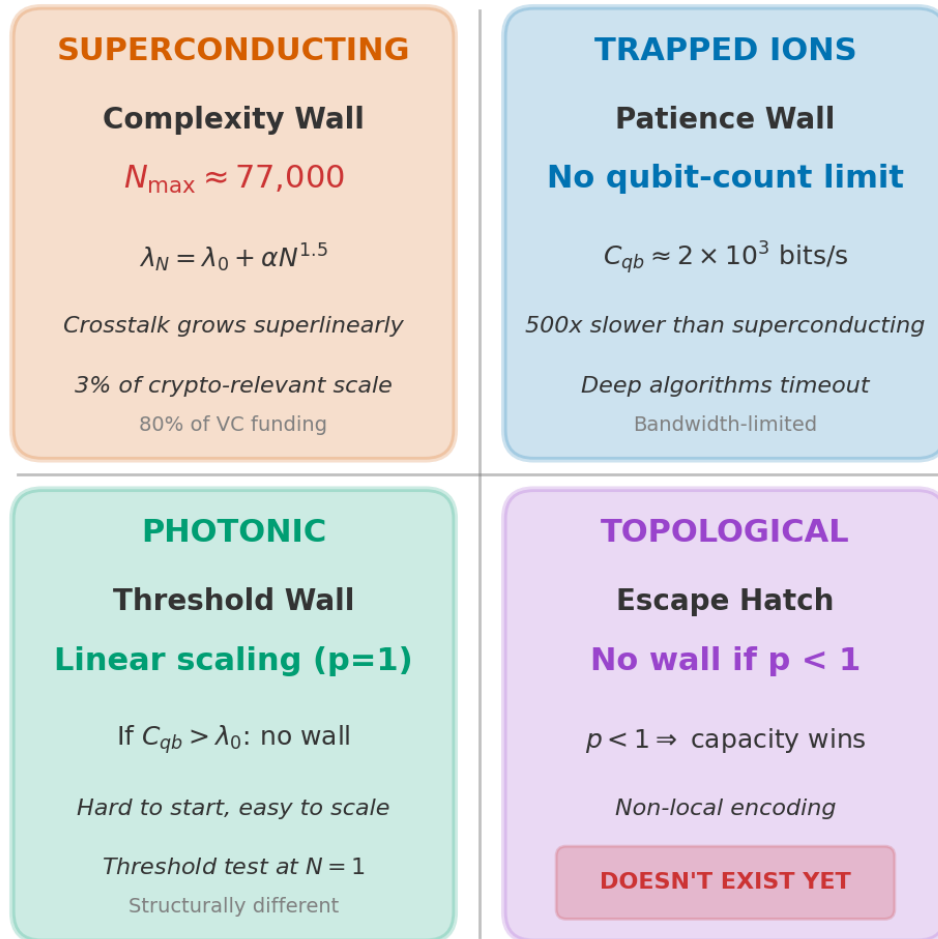 SUPERCONDUCTING
Complexity Wall
N_max ≈ 77,000
λ_N = λ_0 + αN^1.5
Crosstalk grows superlinearly
3% of crypto-relevant scale
80% of VC funding
TRAPPED IONS
Patience Wall
No qubit-count limit
C_qb ≈ 2 × 10^3 bits/s
500x slower than superconducting
Deep algorithms timeout
Bandwidth-limited
PHOTONIC
Threshold Wall
Linear scaling (p=1)
If C_qb > λ_0: no wall
Hard to start, easy to scale
Threshold test at N = 1
Structurally different
TOPOLOGICAL
Escape Hatch
No wall if p < 1
p < 1 ⇒ capacity wins
Non-local encoding
DOESN'T EXIST YET